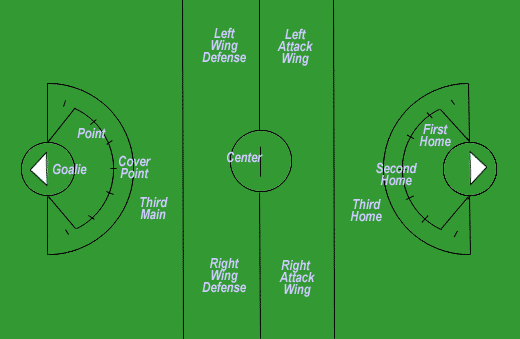 Left
Wing
Defense
Left
Attack
Wing
Point
First
Home
Goalie
Cover
Point
Center
Second
Home
Third
Main
Third
Home
Right
Wing
Defense
Right
Attack
Wing